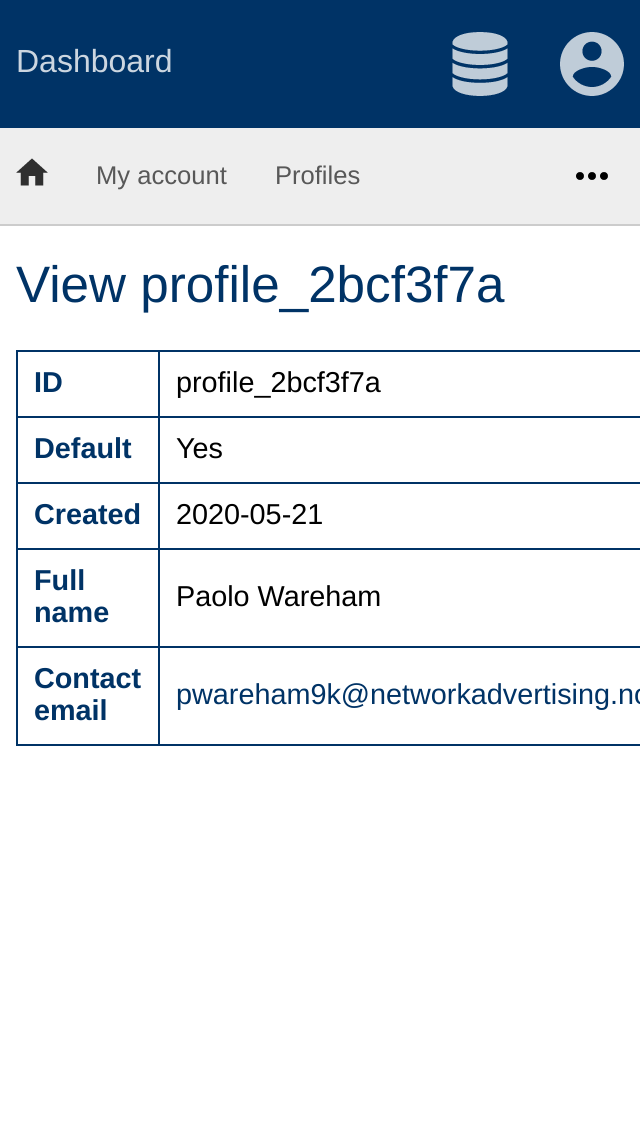 Dashboard
My account Profiles
View profile_2bcf3f7a
ID profile_2bcf3f7a
Default Yes
Created 2020-05-21
Full
name
Paolo Wareham
Contact
email
pwareham9k@networkadvertising.no